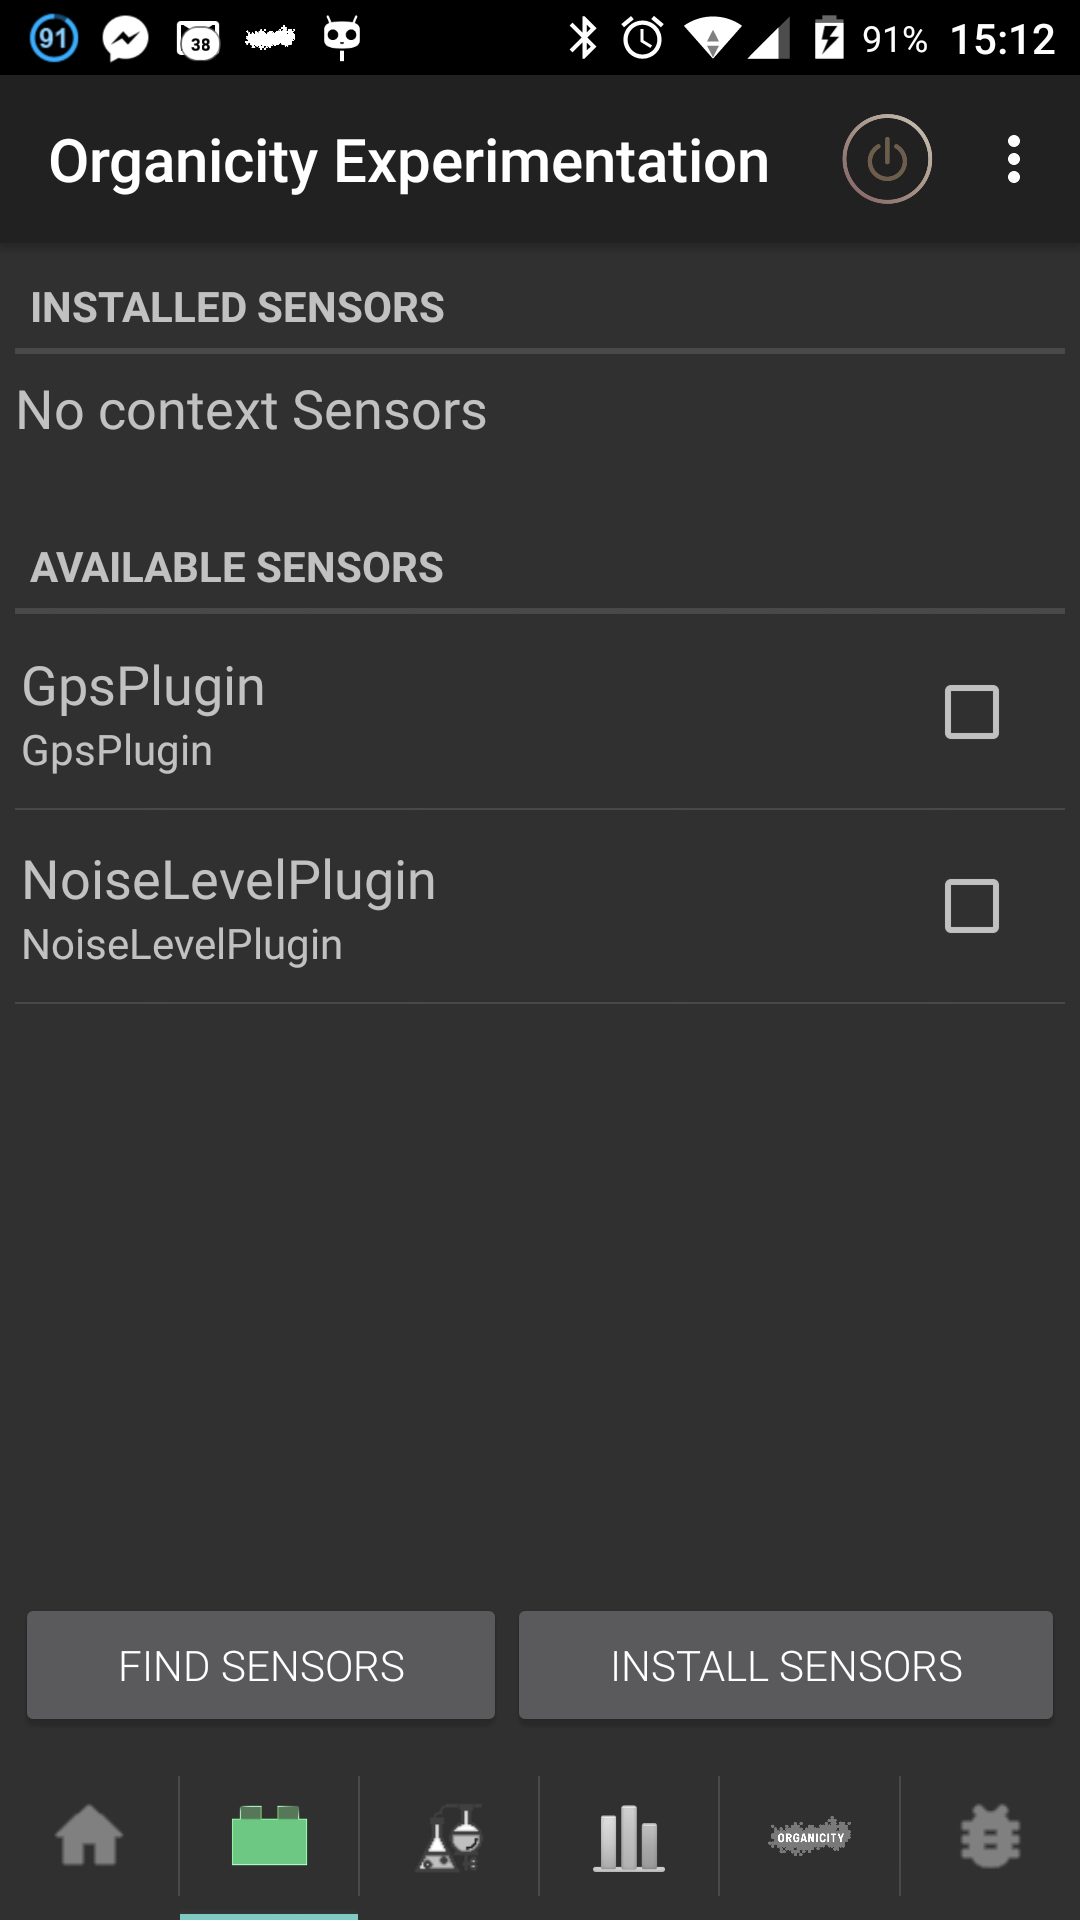 91 38 91% 15:12
Organicity Experimentation
INSTALLED SENSORS
No context Sensors
AVAILABLE SENSORS
GpsPlugin
GpsPlugin
NoiseLevelPlugin
NoiseLevelPlugin
FIND SENSORS INSTALL SENSORS
ORGANICITY